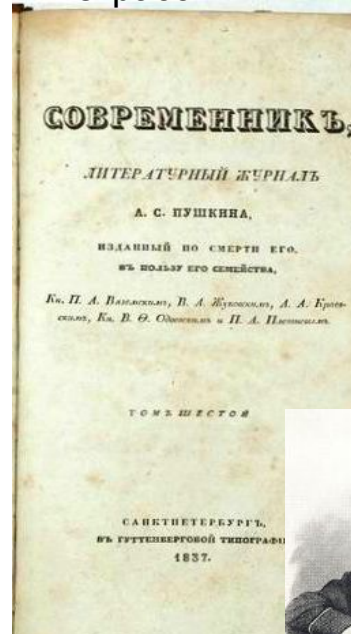 СОВРЕМЕННИКЪ,
ЛИТЕРАТУРНЫЙ ЖУРНАЛЪ
А. С. ПУШКИНА,
ИЗДАННЫЙ ПО СМЕРТИ ЕГО,
ВЪ ПОЛЬЗУ ЕГО СЕМЕЙСТВА,
Кн. П. А. Вяземскимъ, В. А. Жуковскимъ, А. А. Краев-
скимъ, Кн. В. Ѳ. Одоевскимъ и П. А. Плетневымъ.
ТОМЪ ШЕСТОЙ
САНКТПЕТЕРБУРГЪ,
ВЪ ГУТТЕНБЕРГОВОЙ ТИПОГРАФІИ
1837.